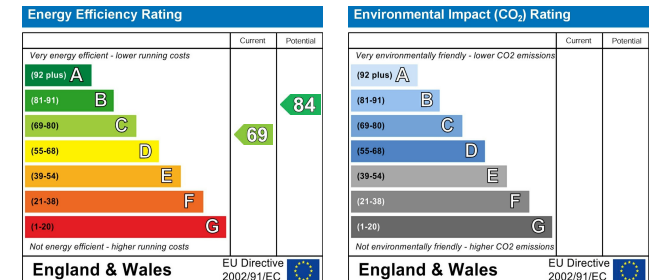 Energy Efficiency Rating
Current Potential
Very energy efficient - lower running costs
(92 plus) A
(81-91) B
84
(69-80) C
69
(55-68) D
(39-54) E
(21-38) F
(1-20) G
Not energy efficient - higher running costs
England & Wales
EU Directive
2002/91/EC
Environmental Impact (CO₂) Rating
Current Potential
Very environmentally friendly - lower CO2 emissions
(92 plus) A
(81-91) B
(69-80) C
(55-68) D
(39-54) E
(21-38) F
(1-20) G
Not environmentally friendly - higher CO2 emissions
England & Wales
EU Directive
2002/91/EC